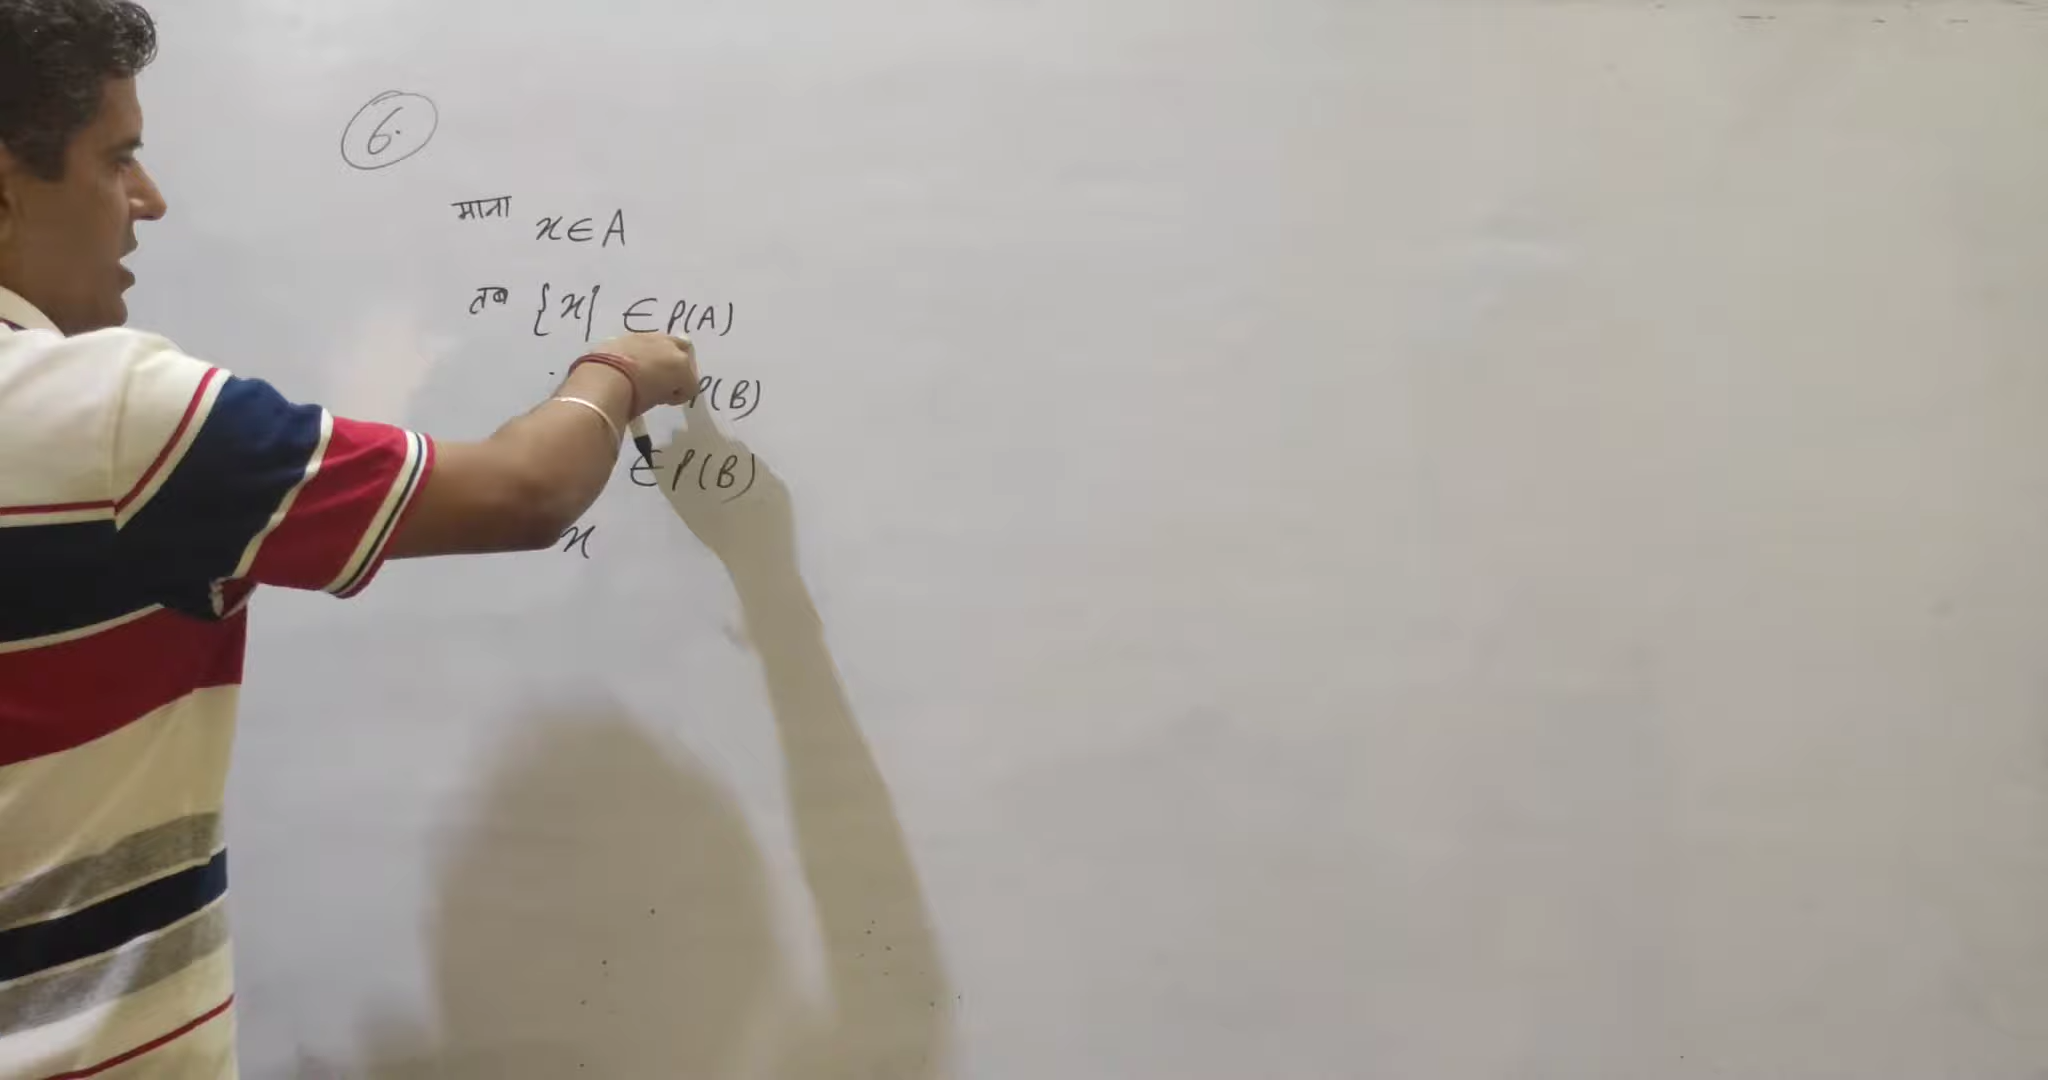 6.
माना x∈A
तब {x} ∈ P(A)
P(B)
∈ P(B)
x